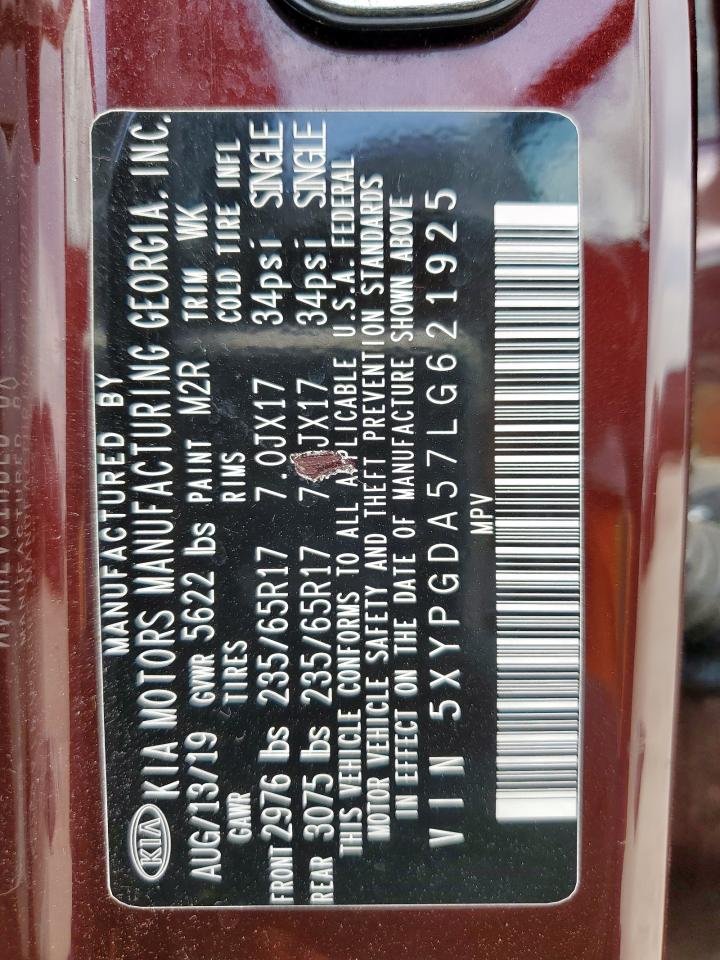 MANUFACTURED BY
KIA KIA MOTORS MANUFACTURING GEORGIA. INC.
AUG/13/19 GVWR 5622 lbs PAINT M2R TRIM WK
GAWR TIRES RIMS COLD TIRE INFL
FRONT 2976 lbs 235/65R17 7.0JX17 34psi SINGLE
REAR 3075 lbs 235/65R17 7 JX17 34psi SINGLE
THIS VEHICLE CONFORMS TO ALL APPLICABLE U.S.A. FEDERAL
MOTOR VEHICLE SAFETY AND THEFT PREVENTION STANDARDS
IN EFFECT ON THE DATE OF MANUFACTURE SHOWN ABOVE
VIN 5XYPGDA57LG621925
MPV